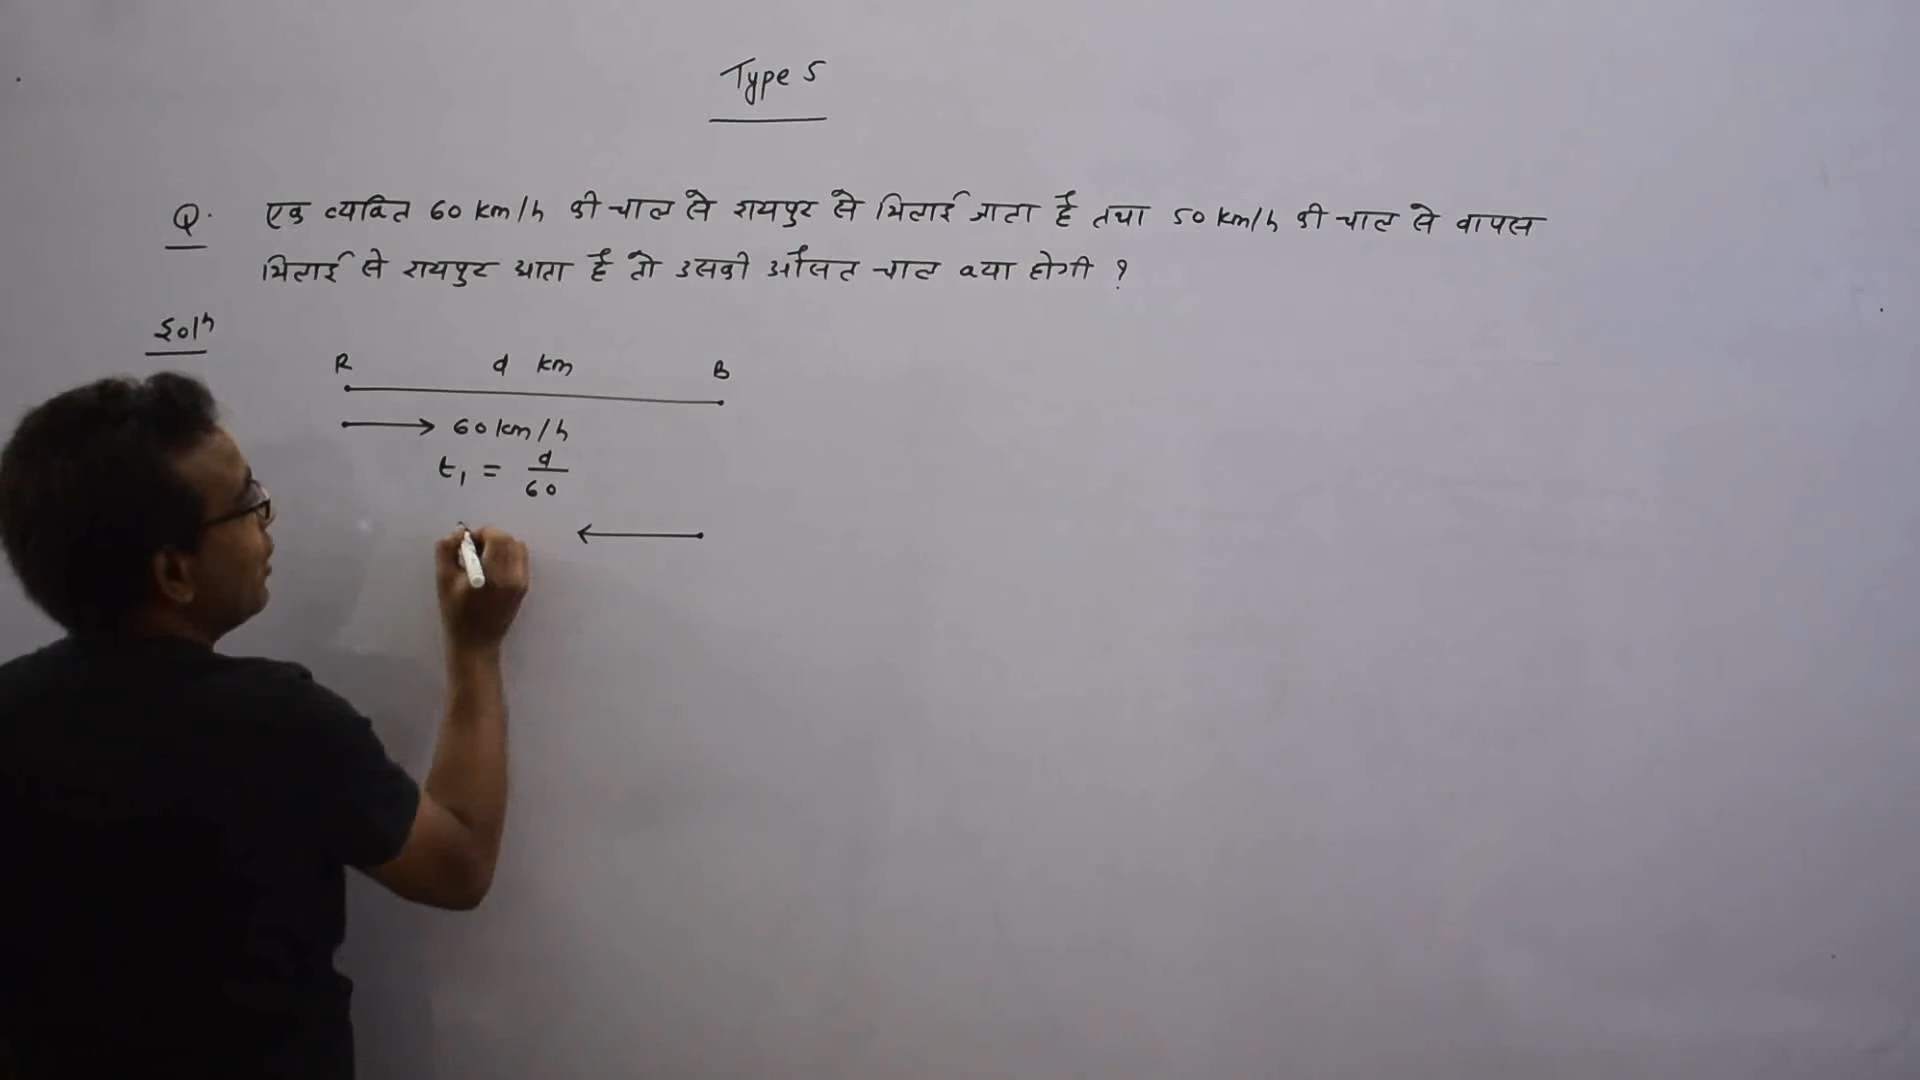 Type 5
Q. एक व्यक्ति 60 km/h की चाल से रायपुर से भिलाई जाता है तथा 50 km/h की चाल से वापस
भिलाई से रायपुर आता है तो उसकी औसत चाल क्या होगी ?
Solⁿ
R d km B
60 km/h
t₁ = d/60